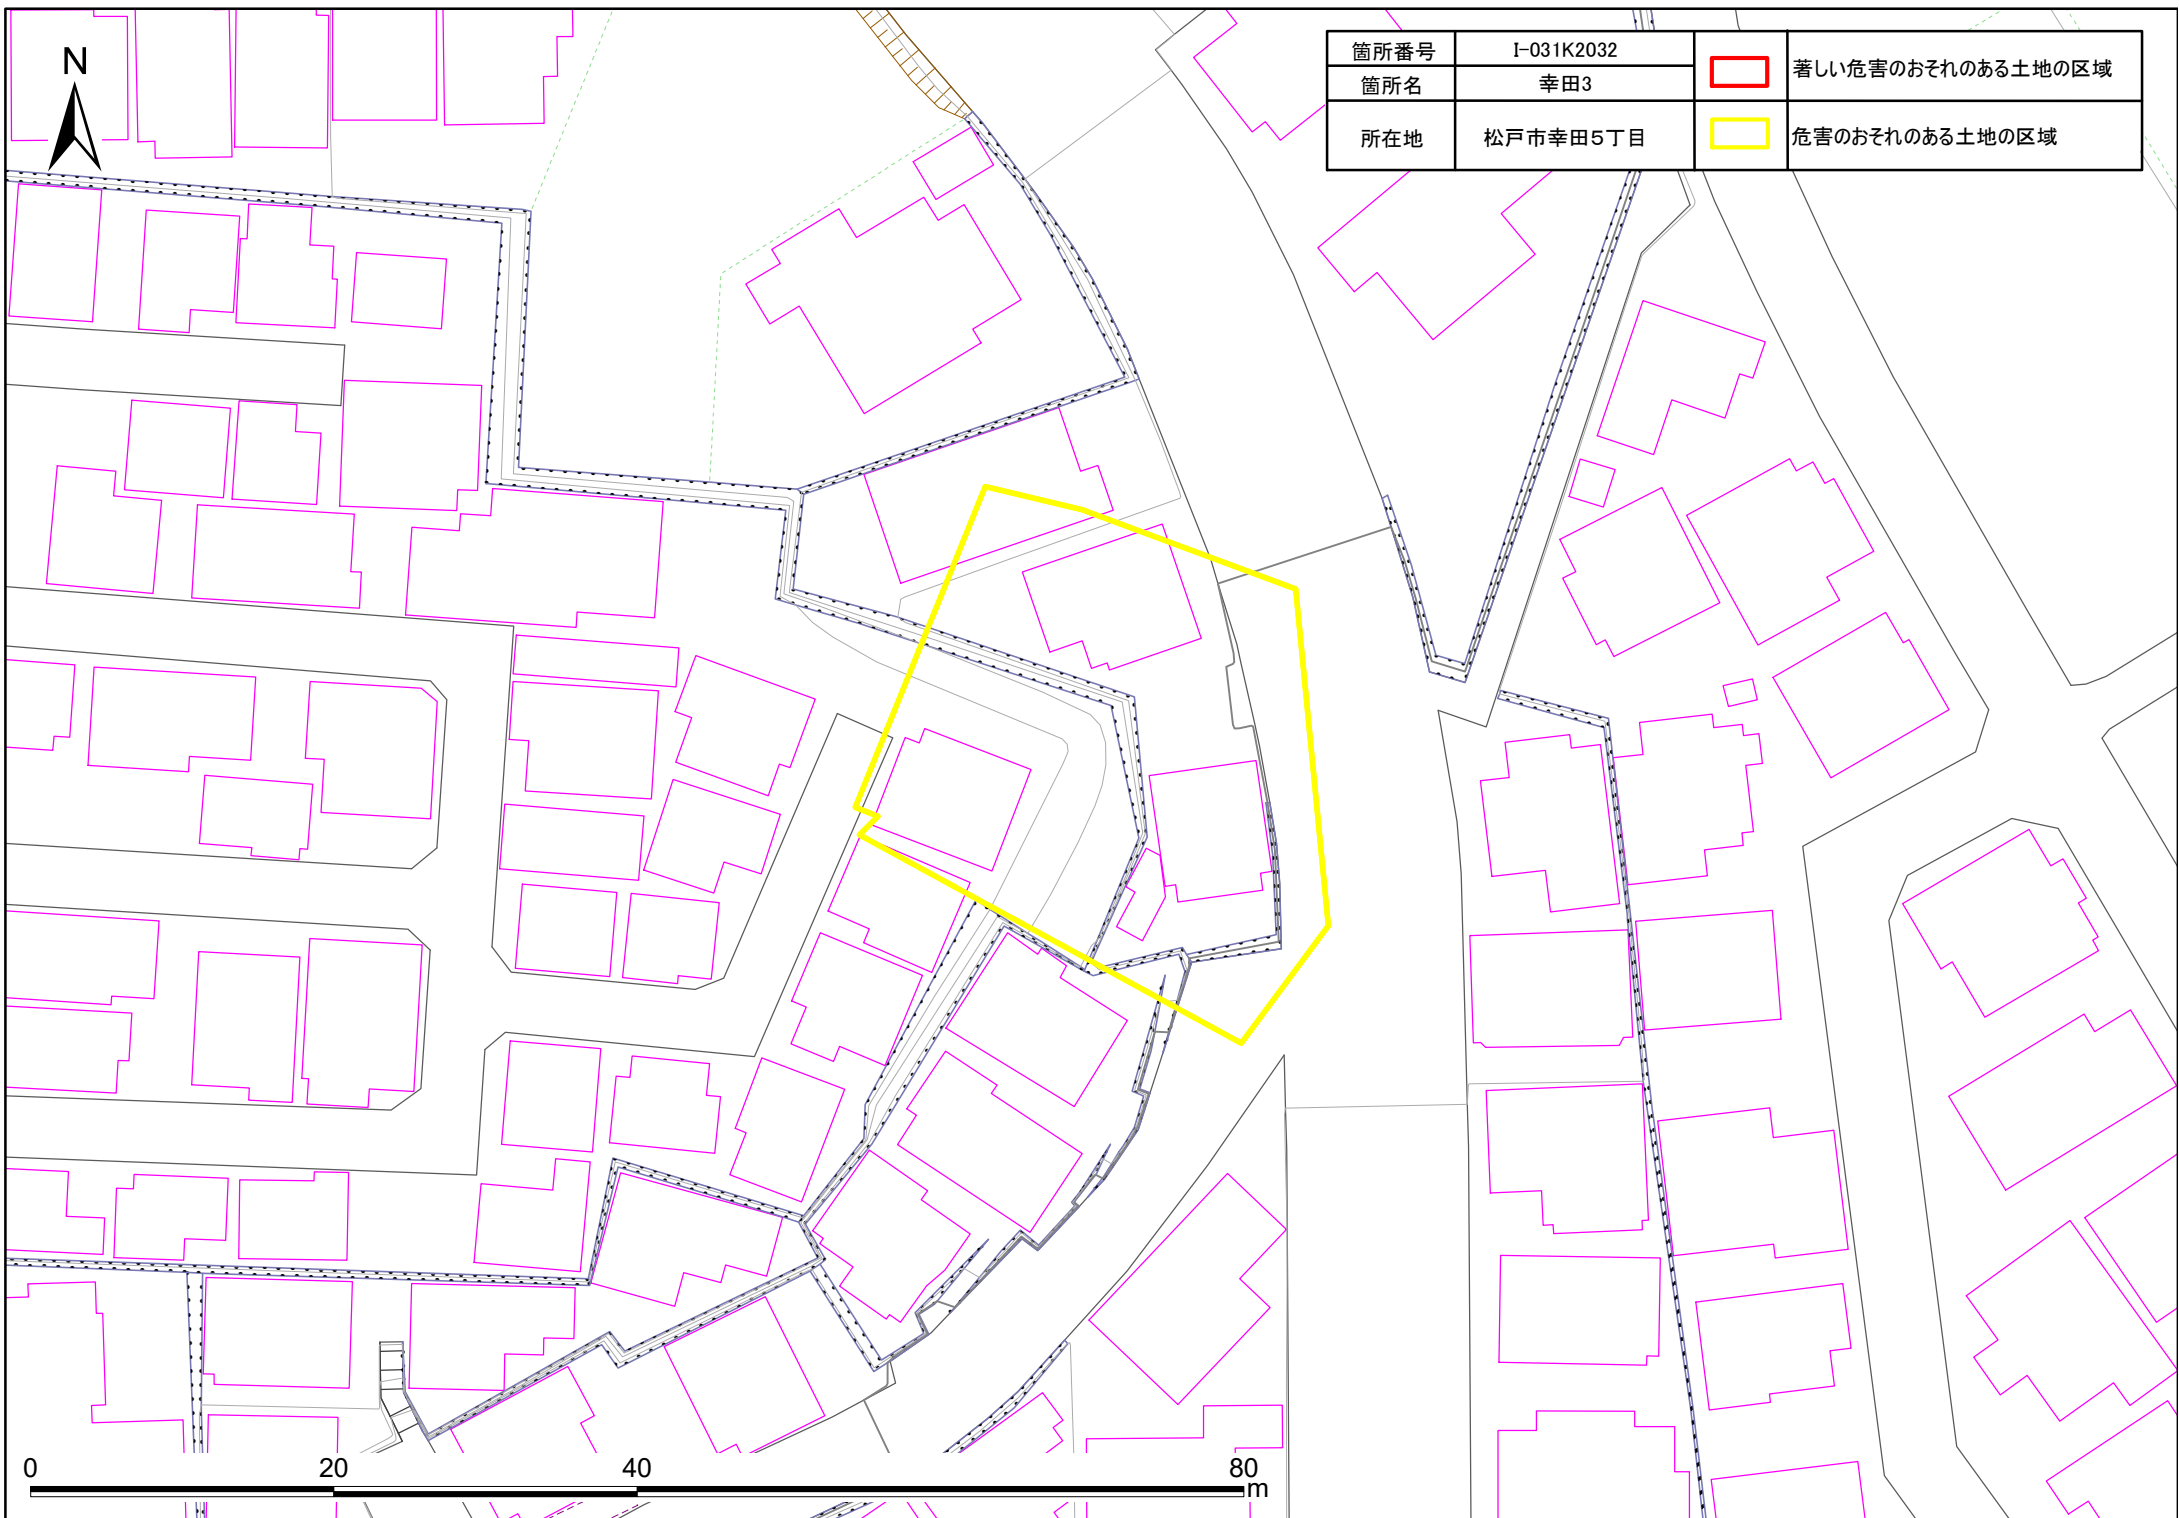 N
箇所番号 I-031K2032 著しい危害のおそれのある土地の区域
箇所名 幸田3
所在地 松戸市幸田5丁目 危害のおそれのある土地の区域
0 20 40 80
m